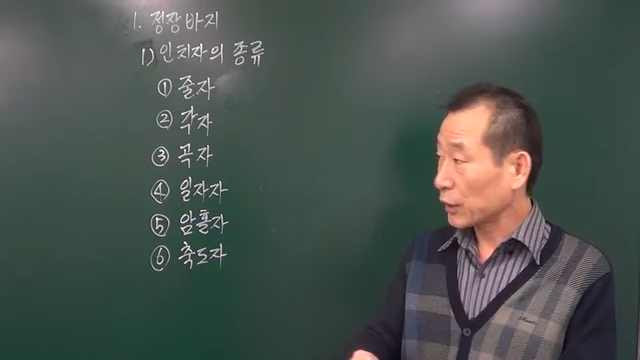 1. 정장바지
1) 인치자의 종류
① 줄자
② 각자
③ 곡자
④ 일자자
⑤ 암홀자
⑥ 축도자